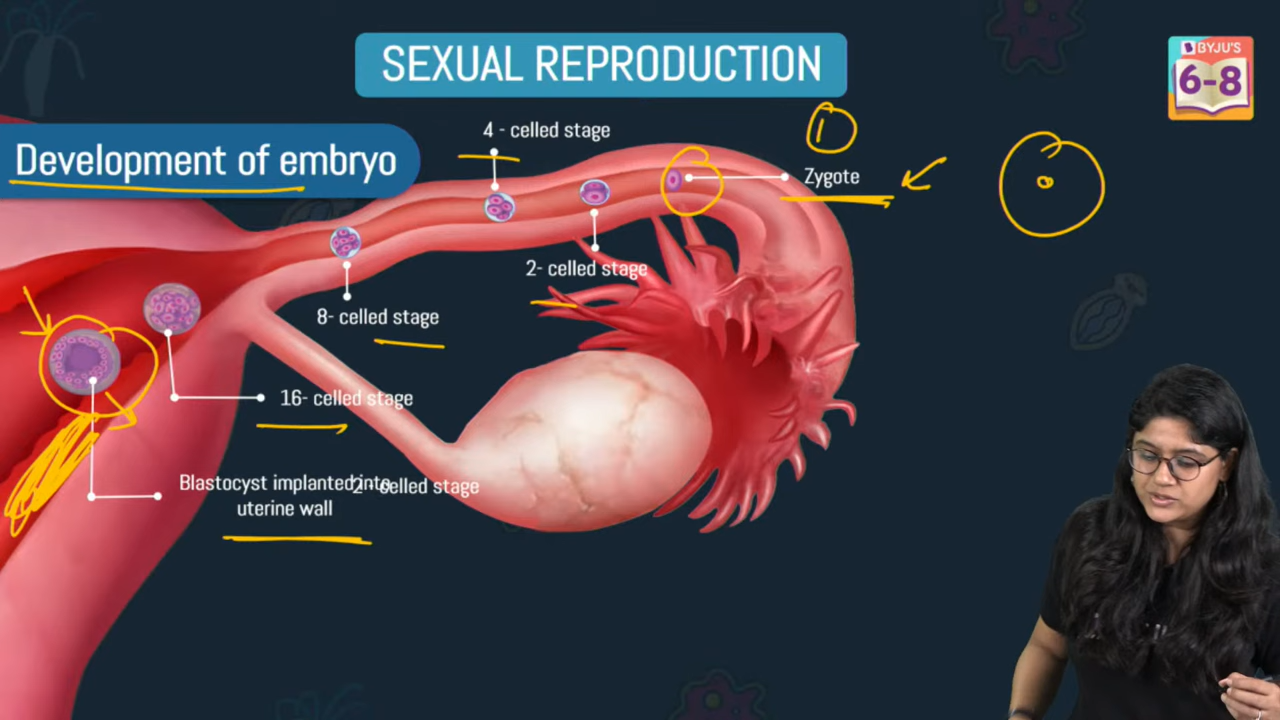 SEXUAL REPRODUCTION
BYJU'S
6-8
Development of embryo
4 - celled stage
1
Zygote
2- celled stage
8- celled stage
16- celled stage
Blastocyst implanted into
uterine wall
2- celled stage